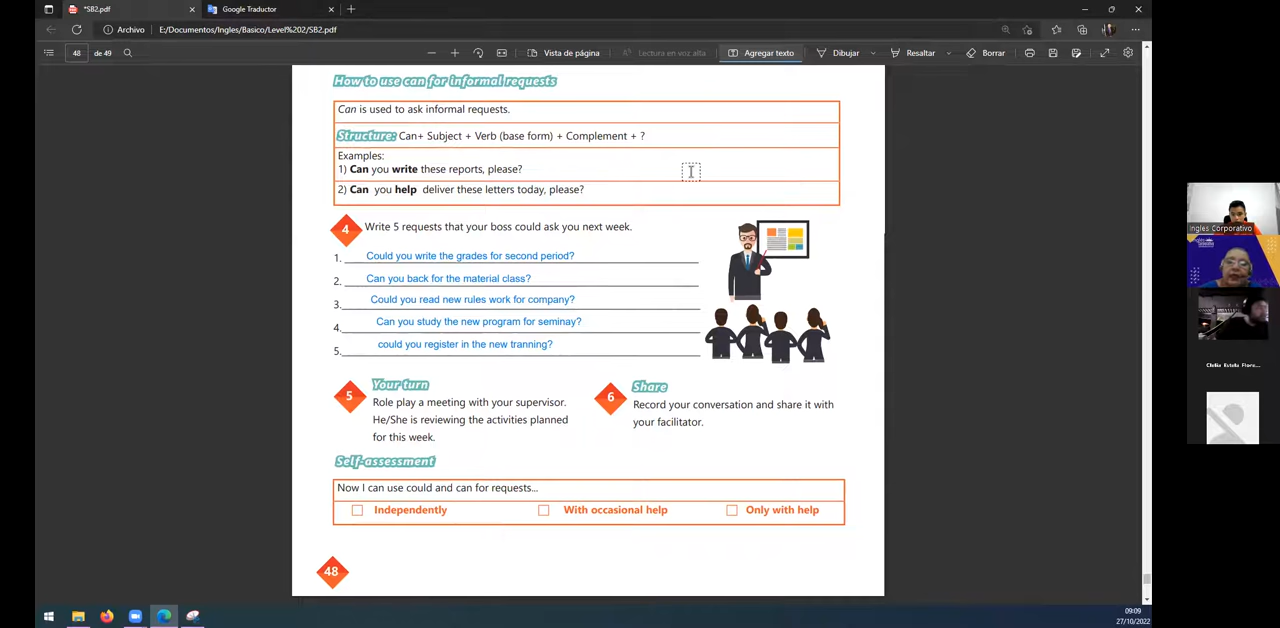 *SB2.pdf
Google Traductor
Archivo
E:/Documentos/Ingles/Basico/Level%202/SB2.pdf
48 de 49
Vista de página
Lectura en voz alta
Agregar texto
Dibujar
Resaltar
Borrar
How to use can for informal requests
Can is used to ask informal requests.
Structure: Can+ Subject + Verb (base form) + Complement + ?
Examples:
1) Can you write these reports, please?
2) Can you help deliver these letters today, please?
4 Write 5 requests that your boss could ask you next week.
1. Could you write the grades for second period?
2. Can you back for the material class?
3. Could you read new rules work for company?
4. Can you study the new program for seminay?
5. could you register in the new tranning?
5 Your turn
Role play a meeting with your supervisor.
He/She is reviewing the activities planned
for this week.
6 Share
Record your conversation and share it with
your facilitator.
Self-assessment
Now I can use could and can for requests...
Independently
With occasional help
Only with help
48
Ingles Corporativo
Clelia Estela Flore...
09:09
27/10/2022